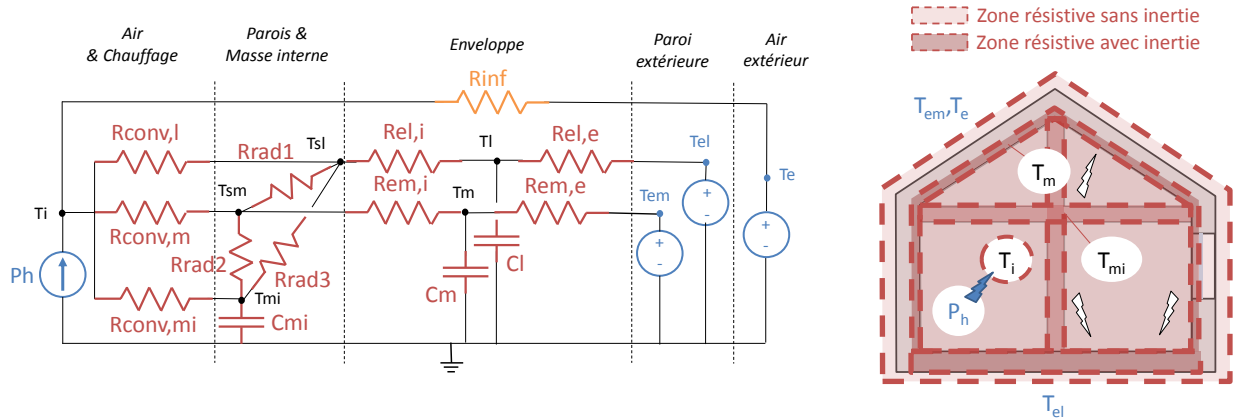 Air
& Chauffage
Parois &
Masse interne
Enveloppe
Paroi
extérieure
Air
extérieur
Rinf
Rconv,l
Rrad1
Tsl
Rel,i
Tl
Rel,e
Tel
Tsm
Rem,i
Tm
Rem,e
Tem
Te
Ti
Rconv,m
Rrad2
Rrad3
Ph
Tmi
Cl
Cm
Rconv,mi
Cmi
+
-
+
-
+
-
Zone résistive sans inertie
Zone résistive avec inertie
Tem,Te
Tm
Ti
Tmi
Ph
Tel